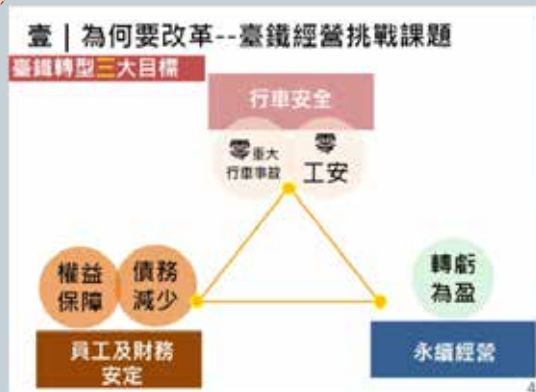 壹｜為何要改革--臺鐵經營挑戰課題
臺鐵轉型三大目標
行車安全
零重大
行車事故
零
工安
權益
保障
債務
減少
轉虧
為盈
員工及財務
安定
永續經營
4